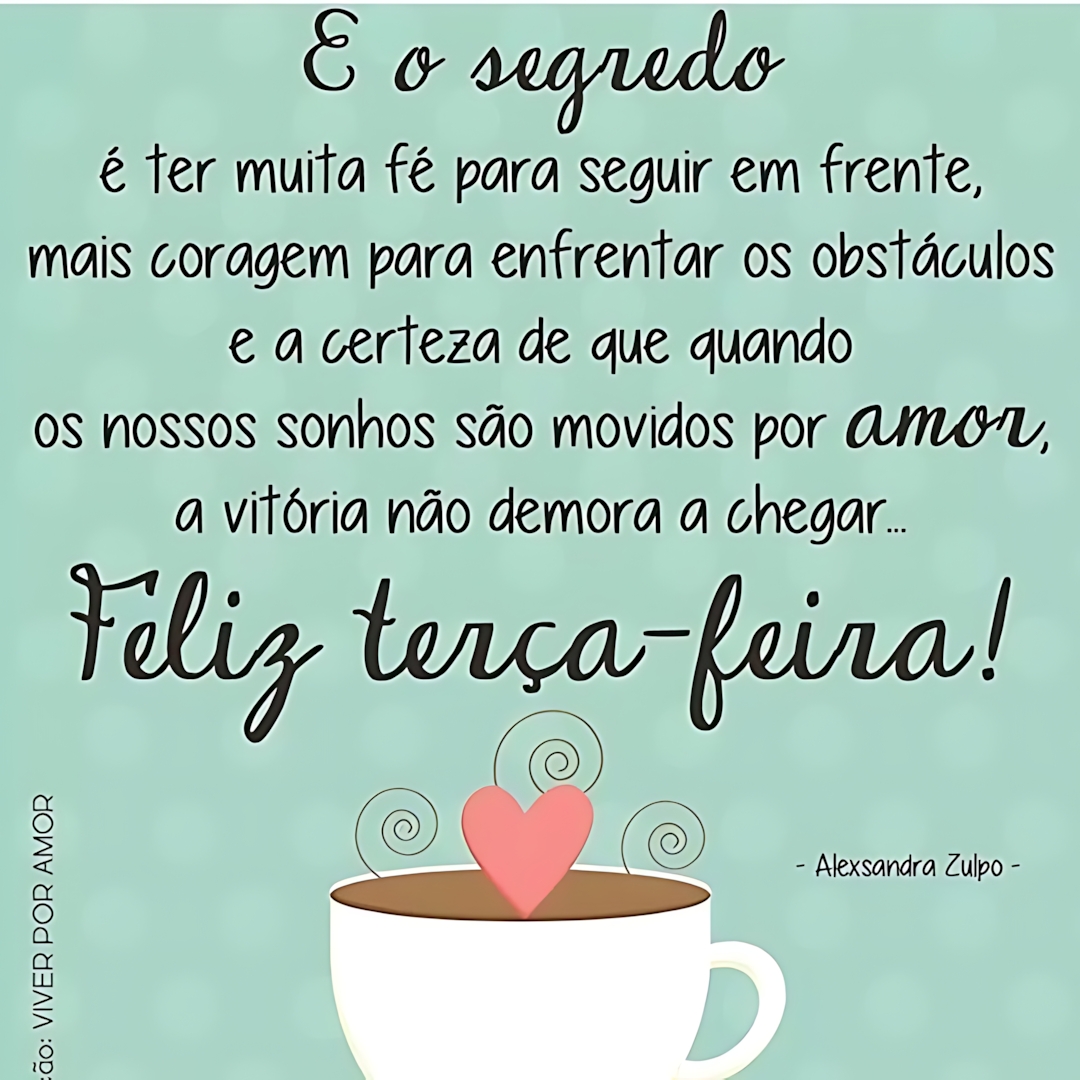 E o segredo
é ter muita fé para seguir em frente,
mais coragem para enfrentar os obstáculos
e a certeza de que quando
os nossos sonhos são movidos por amor,
a vitória não demora a chegar...
Feliz terça-feira!
- Alexsandra Zulpo -
VIVER POR AMOR